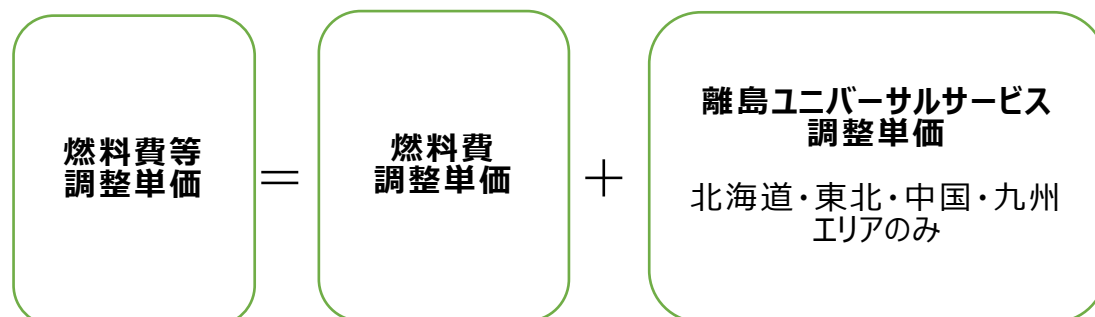 燃料費等
調整単価
＝
燃料費
調整単価
＋
離島ユニバーサルサービス
調整単価
北海道・東北・中国・九州
エリアのみ